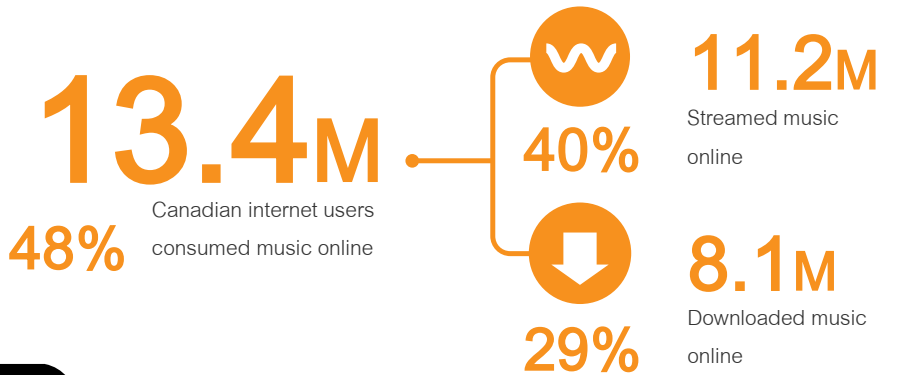 13.4M
Canadian internet users
48%
consumed music online
40%
11.2M
Streamed music
online
29%
8.1M
Downloaded music
online